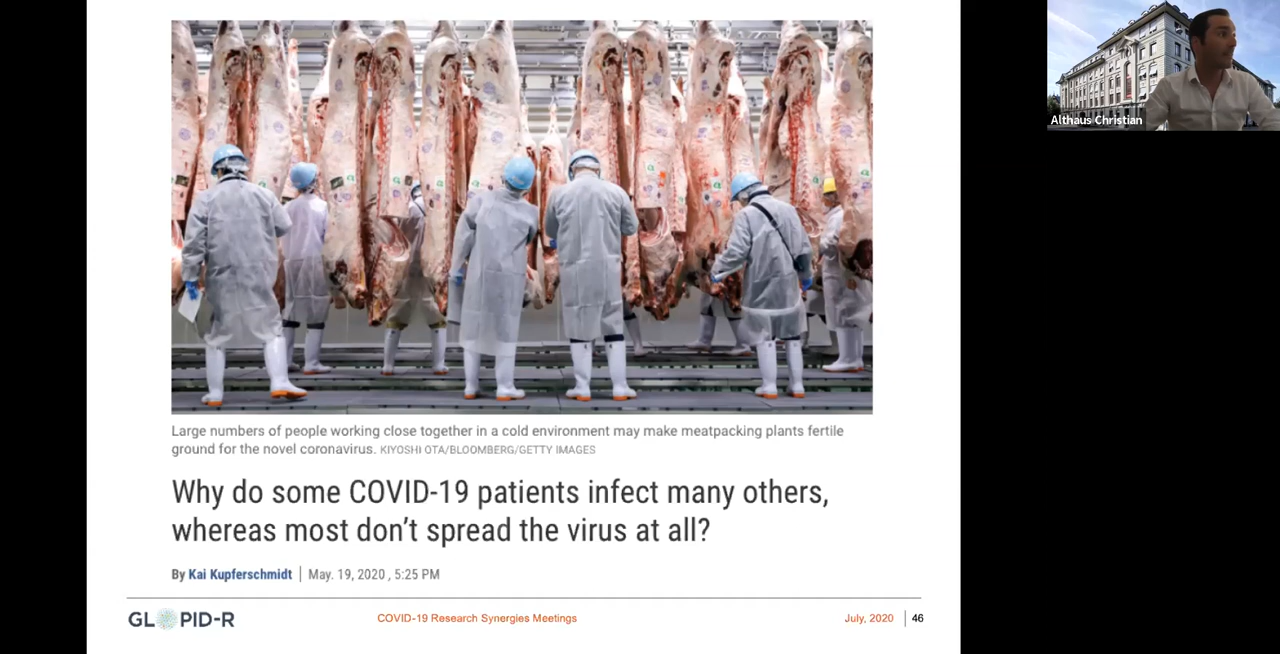 Althaus Christian
Large numbers of people working close together in a cold environment may make meatpacking plants fertile
ground for the novel coronavirus. KIYOSHI OTA/BLOOMBERG/GETTY IMAGES
Why do some COVID-19 patients infect many others,
whereas most don’t spread the virus at all?
By Kai Kupferschmidt | May. 19, 2020 , 5:25 PM
GLOPID-R
COVID-19 Research Synergies Meetings
July, 2020 | 46